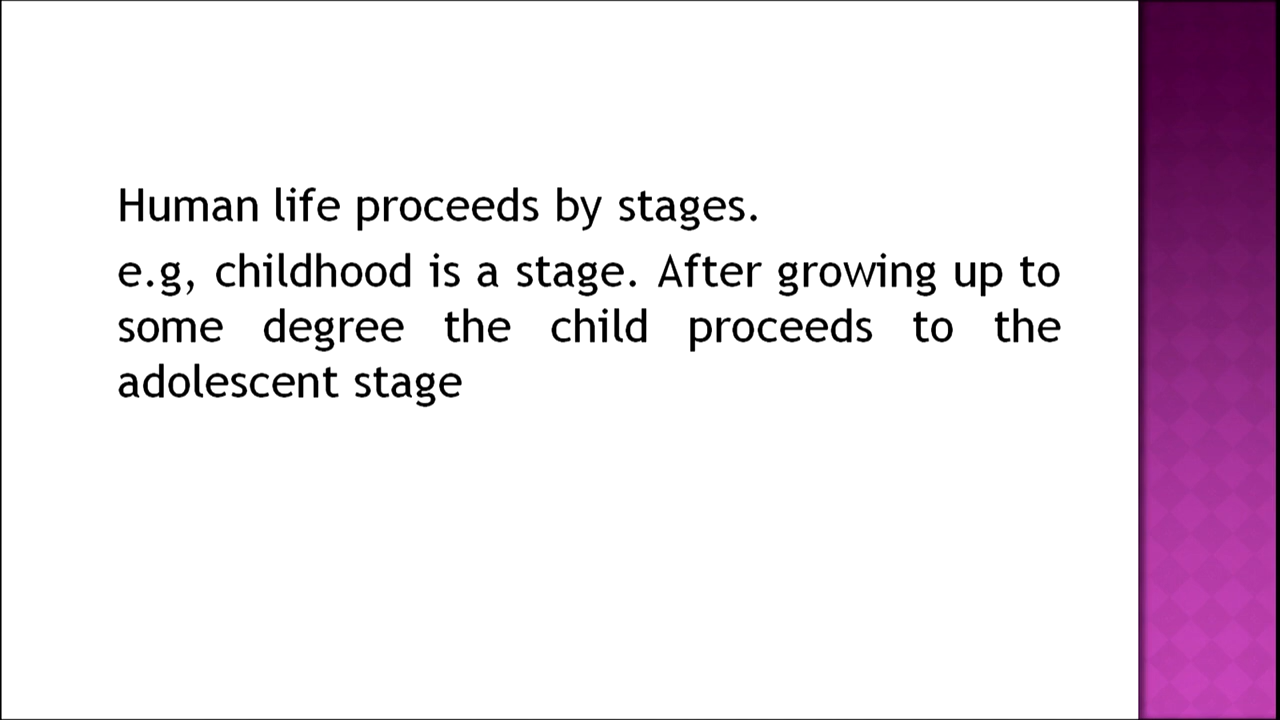 Human life proceeds by stages.
e.g, childhood is a stage. After growing up to
some degree the child proceeds to the
adolescent stage